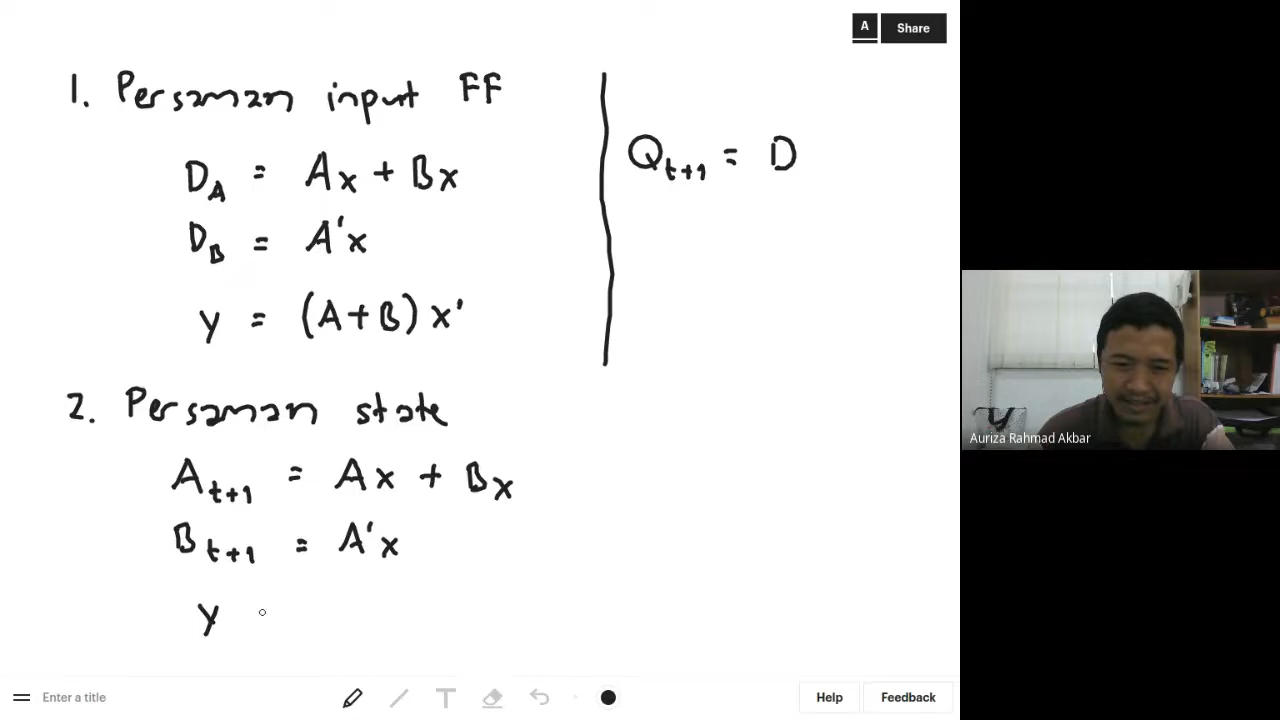 A Share
1. Persaman input FF
D_A = Ax + Bx
D_B = A'x
y = (A+B)x'
Q_t+1 = D
2. Persaman state
A_t+1 = Ax + Bx
B_t+1 = A'x
y
Auriza Rahmad Akbar
Enter a title
T
Help
Feedback